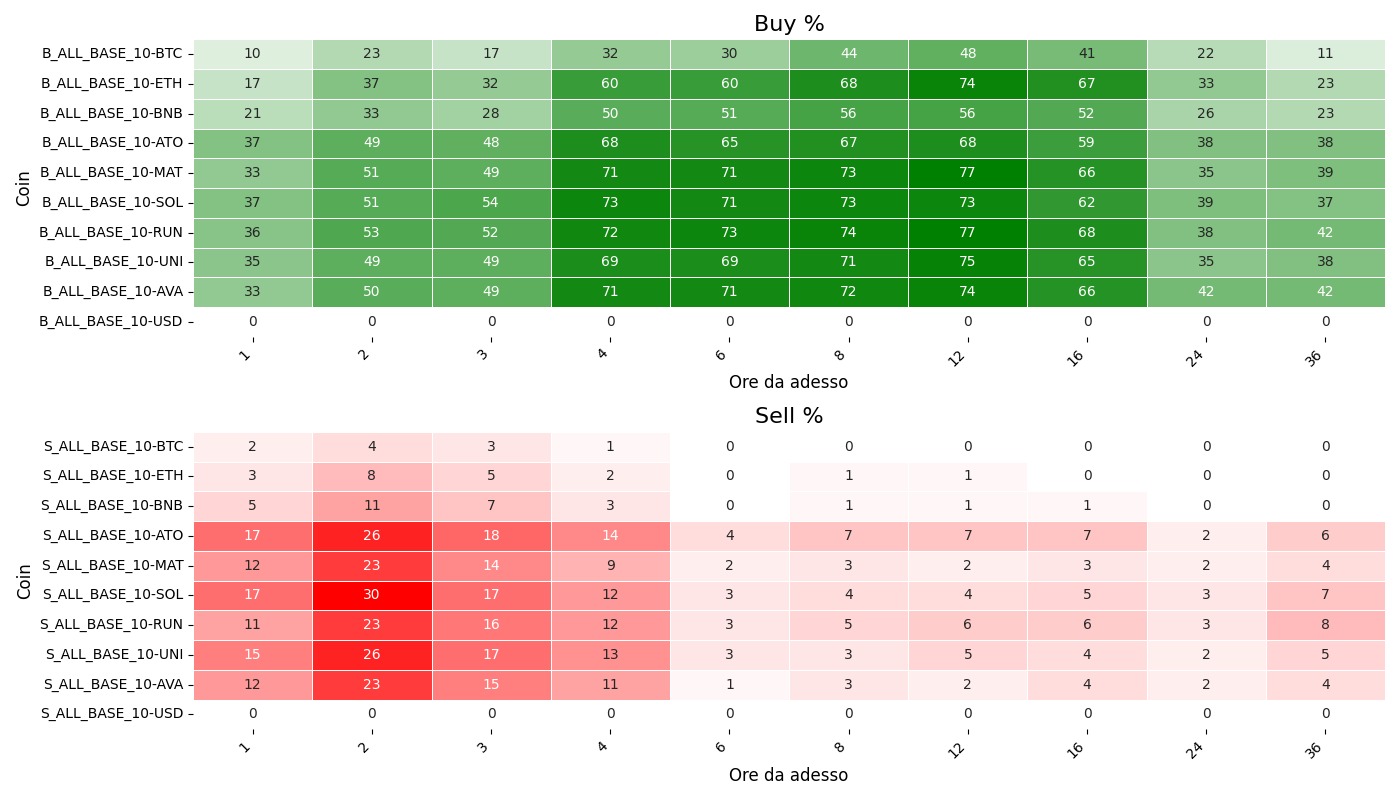 Buy %
Coin
B_ALL_BASE_10-BTC 10 23 17 32 30 44 48 41 22 11
B_ALL_BASE_10-ETH 17 37 32 60 60 68 74 67 33 23
B_ALL_BASE_10-BNB 21 33 28 50 51 56 56 52 26 23
B_ALL_BASE_10-ATO 37 49 48 68 65 67 68 59 38 38
B_ALL_BASE_10-MAT 33 51 49 71 71 73 77 66 35 39
B_ALL_BASE_10-SOL 37 51 54 73 71 73 73 62 39 37
B_ALL_BASE_10-RUN 36 53 52 72 73 74 77 68 38 42
B_ALL_BASE_10-UNI 35 49 49 69 69 71 75 65 35 38
B_ALL_BASE_10-AVA 33 50 49 71 71 72 74 66 42 42
B_ALL_BASE_10-USD 0 0 0 0 0 0 0 0 0 0
1 2 3 4 6 8 12 16 24 36
Ore da adesso
Sell %
Coin
S_ALL_BASE_10-BTC 2 4 3 1 0 0 0 0 0 0
S_ALL_BASE_10-ETH 3 8 5 2 0 1 1 0 0 0
S_ALL_BASE_10-BNB 5 11 7 3 0 1 1 1 0 0
S_ALL_BASE_10-ATO 17 26 18 14 4 7 7 7 2 6
S_ALL_BASE_10-MAT 12 23 14 9 2 3 2 3 2 4
S_ALL_BASE_10-SOL 17 30 17 12 3 4 4 5 3 7
S_ALL_BASE_10-RUN 11 23 16 12 3 5 6 6 3 8
S_ALL_BASE_10-UNI 15 26 17 13 3 3 5 4 2 5
S_ALL_BASE_10-AVA 12 23 15 11 1 3 2 4 2 4
S_ALL_BASE_10-USD 0 0 0 0 0 0 0 0 0 0
1 2 3 4 6 8 12 16 24 36
Ore da adesso